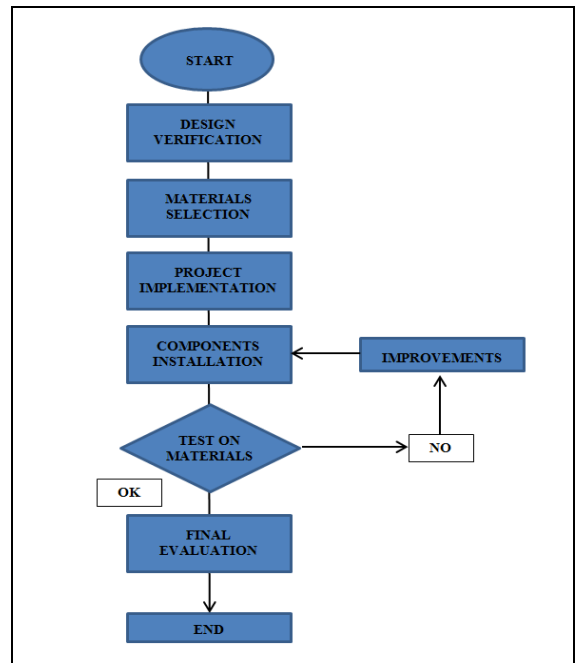 START
DESIGN
VERIFICATION
MATERIALS
SELECTION
PROJECT
IMPLEMENTATION
COMPONENTS
INSTALLATION
IMPROVEMENTS
TEST ON
MATERIALS
NO
OK
FINAL
EVALUATION
END